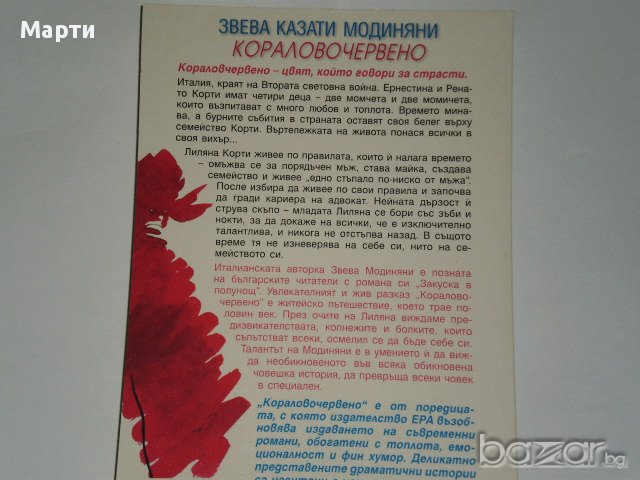 Марти
ЗВЕВА КАЗАТИ МОДИНЯНИ
КОРАЛОВОЧЕРВЕНО
Кораловчервено – цвят, който говори за страсти.
Италия, краят на Втората световна война. Ернестина и Рена-
то Корти имат четири деца – две момчета и две момичета,
които възпитават с много любов и топлота. Времето мина-
ва, а бурните събития в страната оставят своя белег върху
семейство Корти. Въртележката на живота понася всички в
своя вихър...
Лиляна Корти живее по правилата, които ѝ налага времето
– омъжва се за порядъчен мъж, става майка, създава
семейство и живее „едно стъпало по-ниско от мъжа“.
После избира да живее по свои правила и започва
да гради кариера на адвокат. Нейната дързост ѝ
струва скъпо – младата Лиляна се бори със зъби и
нокти, за да докаже на всички, че е изключително
талантлива, и никога не отстъпва назад. В същото
време тя не изневерява на себе си, нито на се-
мейството си.
Италианската авторка Звева Модиняни е позната
на българските читатели с романа си „Закуска в
полунощ“. Увлекателният и жив разказ „Коралово-
червено“ е житейско пътешествие, което трае по-
ловин век. През очите на Лиляна виждаме пре-
дизвикателствата, копнежите и болките, които
съпътстват всеки, осмелил се да бъде себе си.
Талантът на Модиняни е в умението ѝ да виж-
да необикновеното във всяка обикновена
човешка история, да превръща всеки човек
в специален.
„Кораловочервено“ е от поредица-
та, с която издателство ЕРА възоб-
новява издаването на съвременни
романи, обогатени с топлота, емо-
ционалност и фин хумор. Деликатно
представените драматични истории
bazar.bg